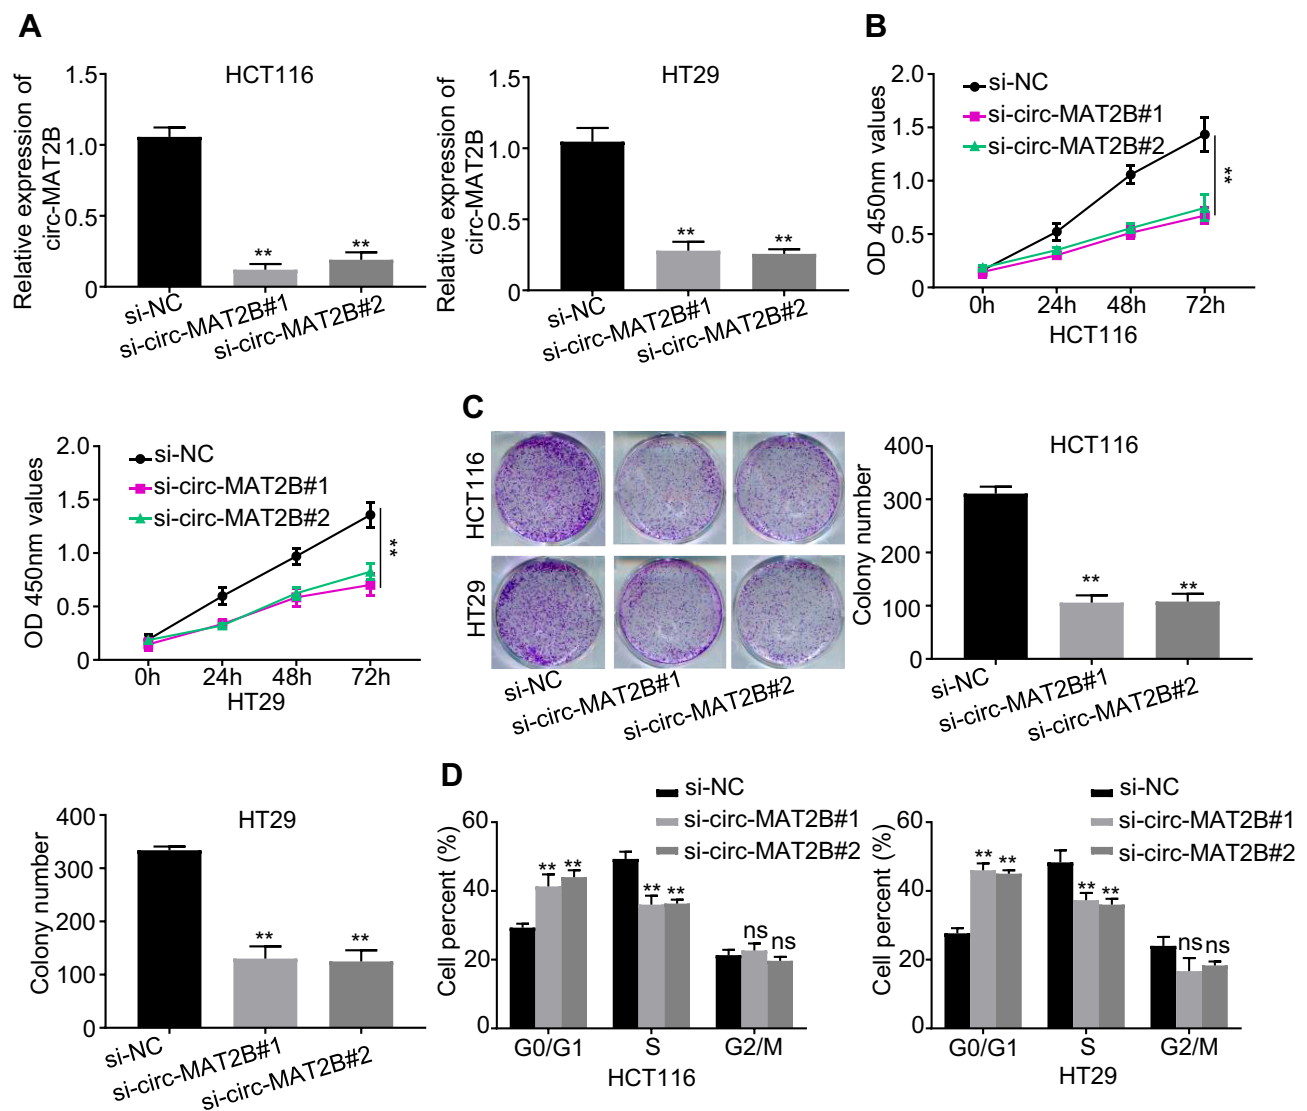 A
HCT116
Relative expression of
circ-MAT2B
1.5
1.0
0.5
0
**
**
si-NC
si-circ-MAT2B#1
si-circ-MAT2B#2
HT29
Relative expression of
circ-MAT2B
1.5
1.0
0.5
0
**
**
si-NC
si-circ-MAT2B#1
si-circ-MAT2B#2
B
OD 450nm values
2.0
1.5
1.0
0.5
0
si-NC
si-circ-MAT2B#1
si-circ-MAT2B#2
**
0h 24h 48h 72h
HCT116
OD 450nm values
2.0
1.5
1.0
0.5
0
si-NC
si-circ-MAT2B#1
si-circ-MAT2B#2
**
0h 24h 48h 72h
HT29
C
HCT116
HT29
si-NC
si-circ-MAT2B#1
si-circ-MAT2B#2
HCT116
Colony number
400
300
200
100
0
**
**
si-NC
si-circ-MAT2B#1
si-circ-MAT2B#2
HT29
Colony number
400
300
200
100
0
**
**
si-NC
si-circ-MAT2B#1
si-circ-MAT2B#2
D
si-NC
si-circ-MAT2B#1
si-circ-MAT2B#2
Cell percent (%)
60
40
20
0
** **
** **
ns ns
G0/G1 S G2/M
HCT116
si-NC
si-circ-MAT2B#1
si-circ-MAT2B#2
Cell percent (%)
60
40
20
0
** **
** **
ns ns
G0/G1 S G2/M
HT29